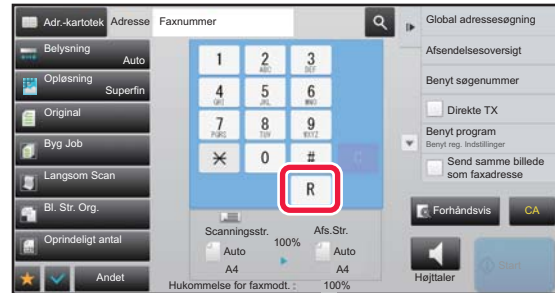 Adr.-kartotek
Adresse
Faxnummer
Belysning
Auto
Opløsning
Superfin
Original
Byg Job
Langsom Scan
Bl. Str. Org.
Oprindeligt antal
Andet
1
2
ABC
3
DEF
4
GHI
5
JKL
6
MNO
7
PQRS
8
TUV
9
WXYZ
0
#
C
R
Scanningsstr.
100%
Afs.Str.
Auto
A4
Auto
A4
Hukommelse for faxmodt. : 100%
Global adressesøgning
Afsendelsesoversigt
Benyt søgenummer
Direkte TX
Benyt program
Benyt reg. Indstillinger
Send samme billede
som faxadresse
Forhåndsvis
CA
Højttaler
Start